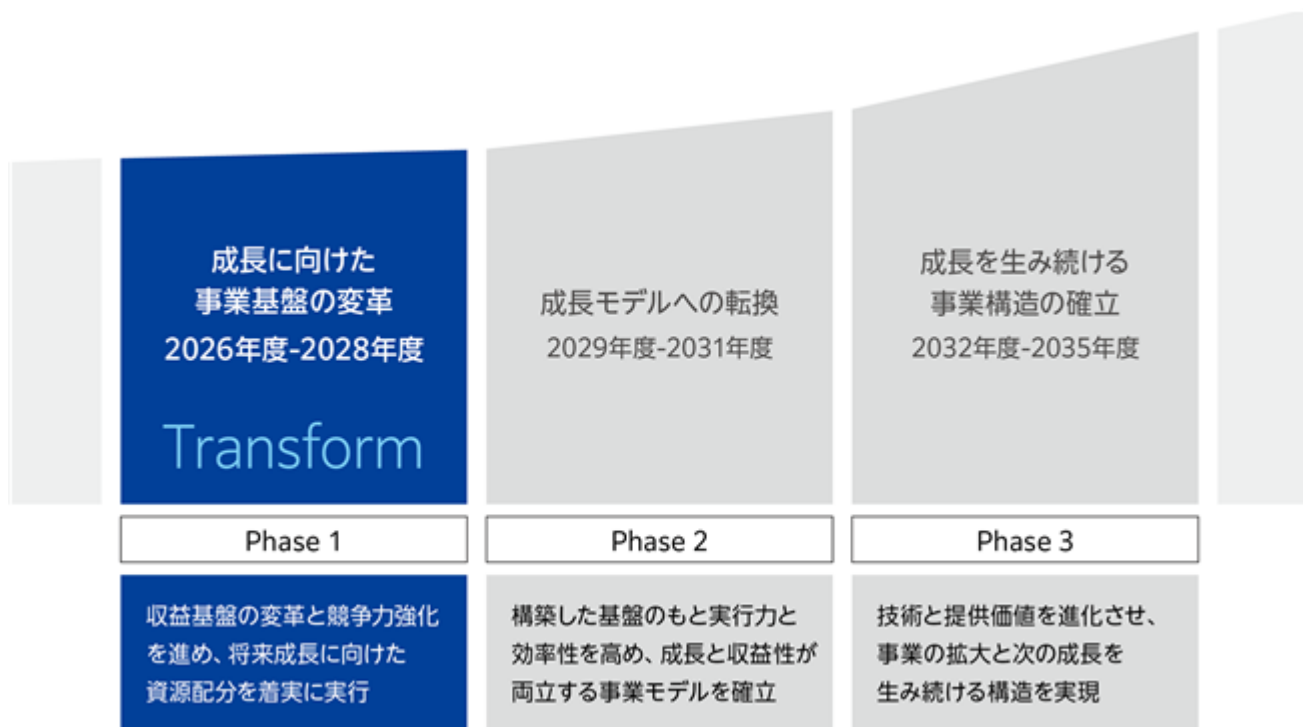 成長に向けた
事業基盤の変革
2026年度-2028年度
Transform
成長モデルへの転換
2029年度-2031年度
成長を生み続ける
事業構造の確立
2032年度-2035年度
Phase 1
Phase 2
Phase 3
収益基盤の変革と競争力強化
を進め、将来成長に向けた
資源配分を着実に実行
構築した基盤のもと実行力と
効率性を高め、成長と収益性が
両立する事業モデルを確立
技術と提供価値を進化させ、
事業の拡大と次の成長を
生み続ける構造を実現